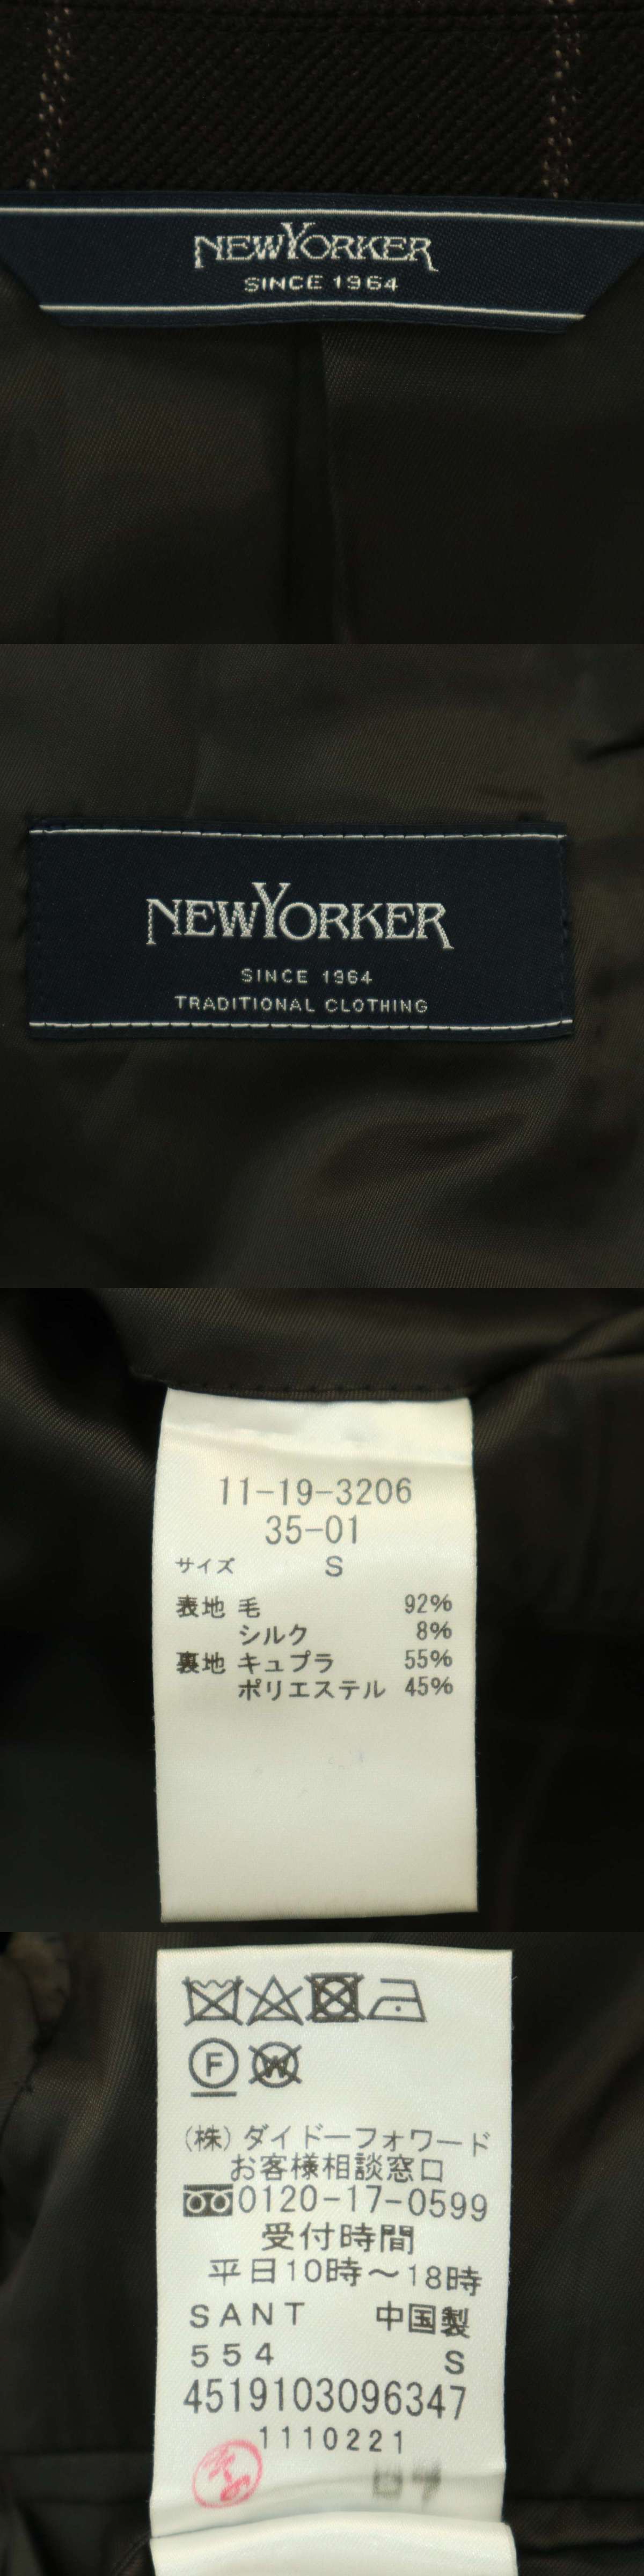 NEWYORKER
SINCE 1964
NEWYORKER
SINCE 1964
TRADITIONAL CLOTHING
11-19-3206
35-01
サイズ S
表地 毛 92%
シルク 8%
裏地 キュプラ 55%
ポリエステル 45%
F W
(株)ダイドーフォワード
お客様相談窓口
0120-17-0599
受付時間
平日10時～18時
SANT 中国製
554 S
4519103096347
1110221